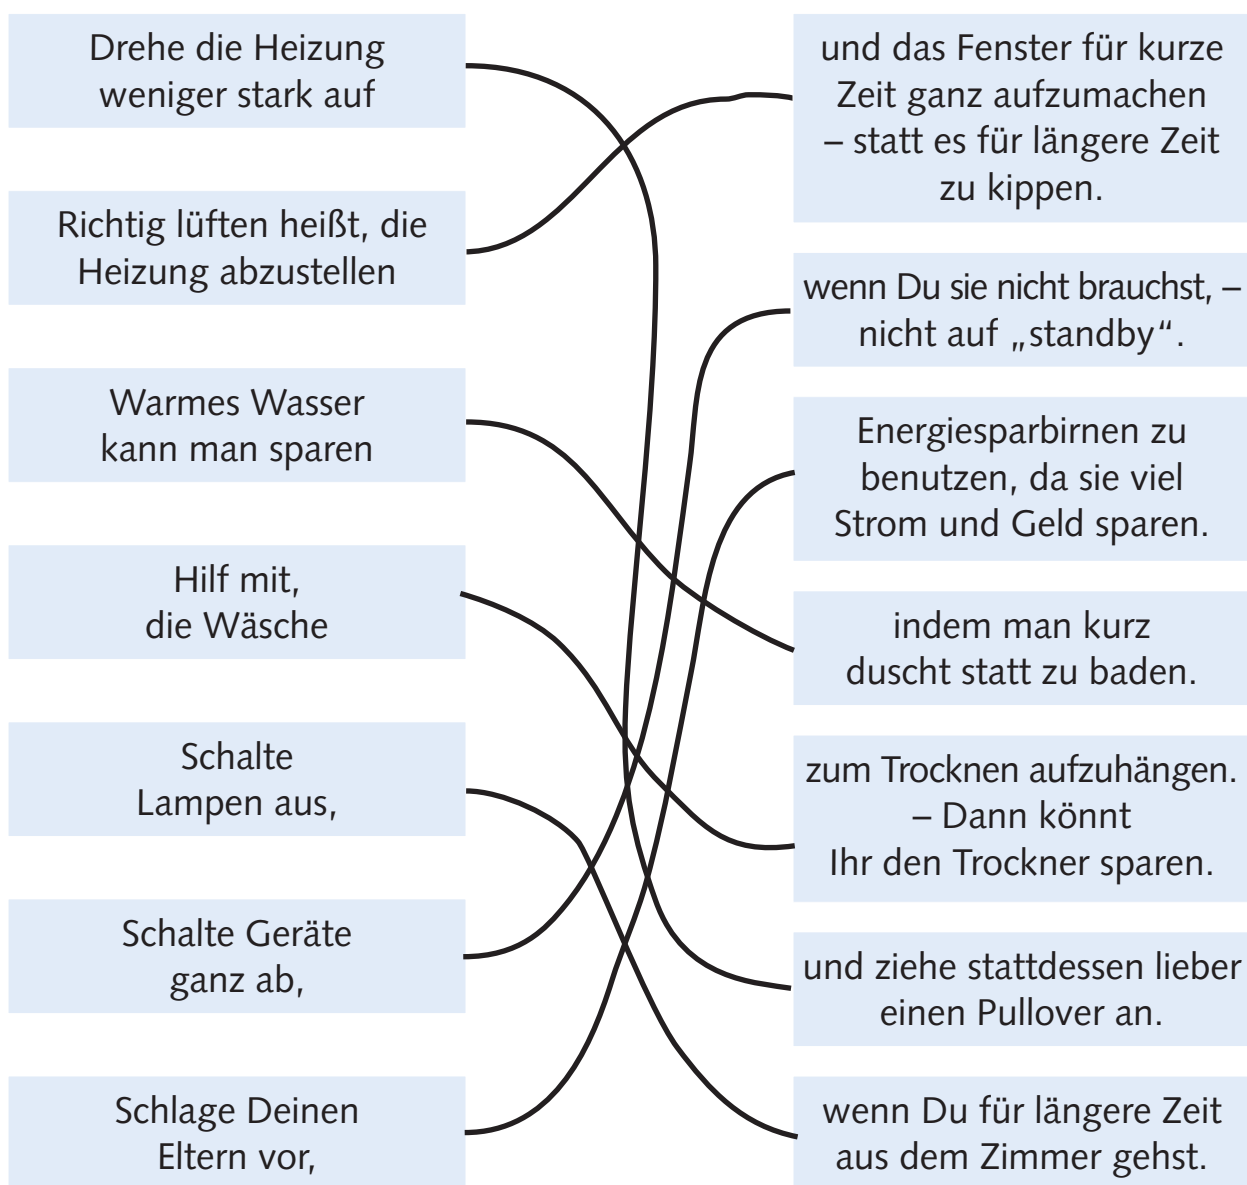 Drehe die Heizung
weniger stark auf
Richtig lüften heißt, die
Heizung abzustellen
Warmes Wasser
kann man sparen
Hilf mit,
die Wäsche
Schalte
Lampen aus,
Schalte Geräte
ganz ab,
Schlage Deinen
Eltern vor,
und das Fenster für kurze
Zeit ganz aufzumachen
– statt es für längere Zeit
zu kippen.
wenn Du sie nicht brauchst, –
nicht auf „standby“.
Energiesparbirnen zu
benutzen, da sie viel
Strom und Geld sparen.
indem man kurz
duscht statt zu baden.
zum Trocknen aufzuhängen.
– Dann könnt
Ihr den Trockner sparen.
und ziehe stattdessen lieber
einen Pullover an.
wenn Du für längere Zeit
aus dem Zimmer gehst.